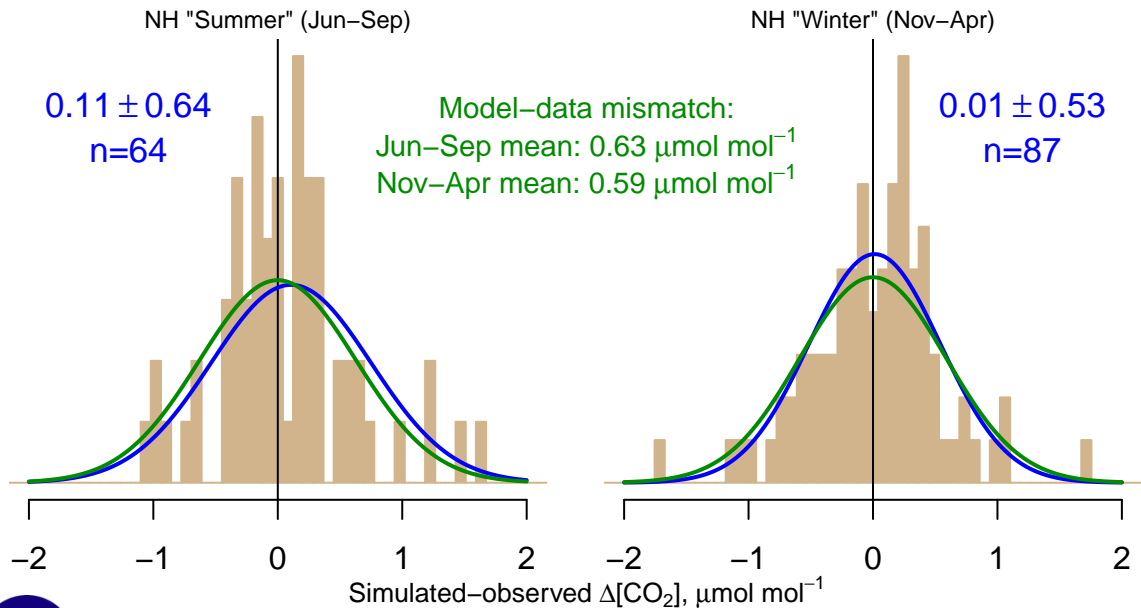 NH "Summer" (Jun−Sep)
NH "Winter" (Nov−Apr)
0.11 ± 0.64
n=64
Model−data mismatch:
Jun−Sep mean: 0.63 μmol mol⁻¹
Nov−Apr mean: 0.59 μmol mol⁻¹
0.01 ± 0.53
n=87
−2 −1 0 1 2
−2 −1 0 1 2
Simulated−observed Δ[CO₂], μmol mol⁻¹